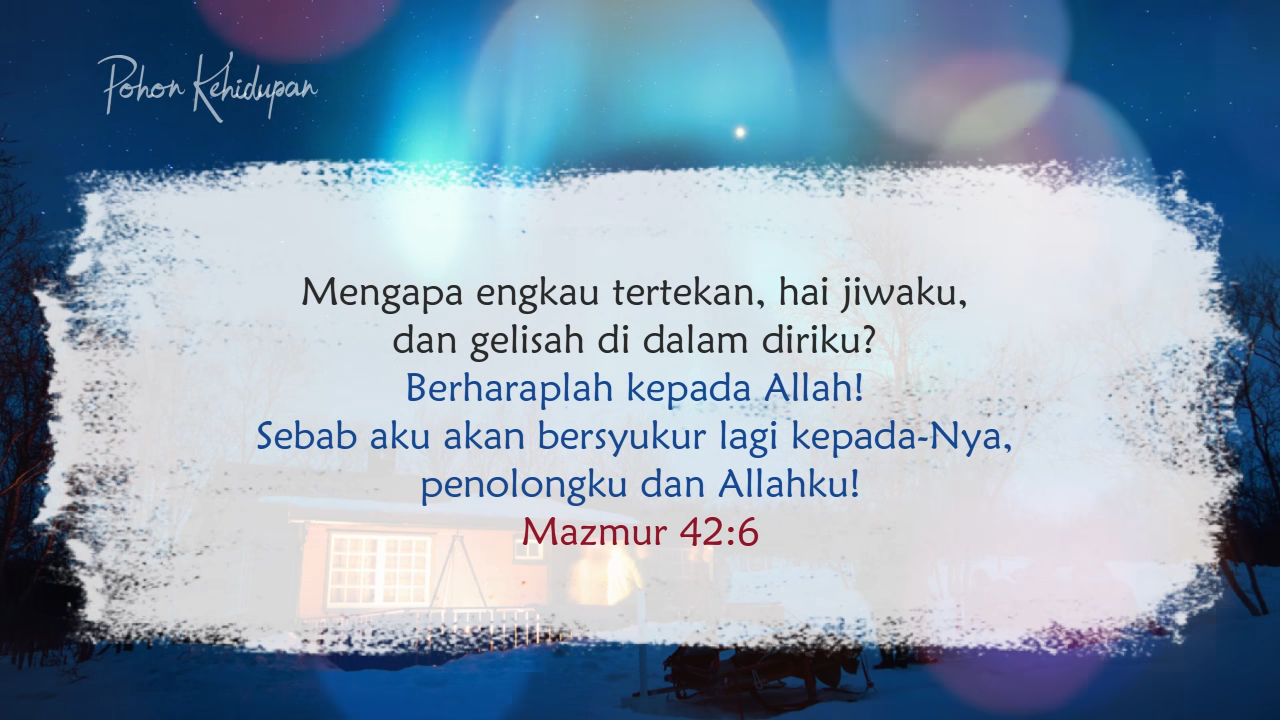 Pohon Kehidupan
Mengapa engkau tertekan, hai jiwaku,
dan gelisah di dalam diriku?
Berharaplah kepada Allah!
Sebab aku akan bersyukur lagi kepada-Nya,
penolongku dan Allahku!
Mazmur 42:6